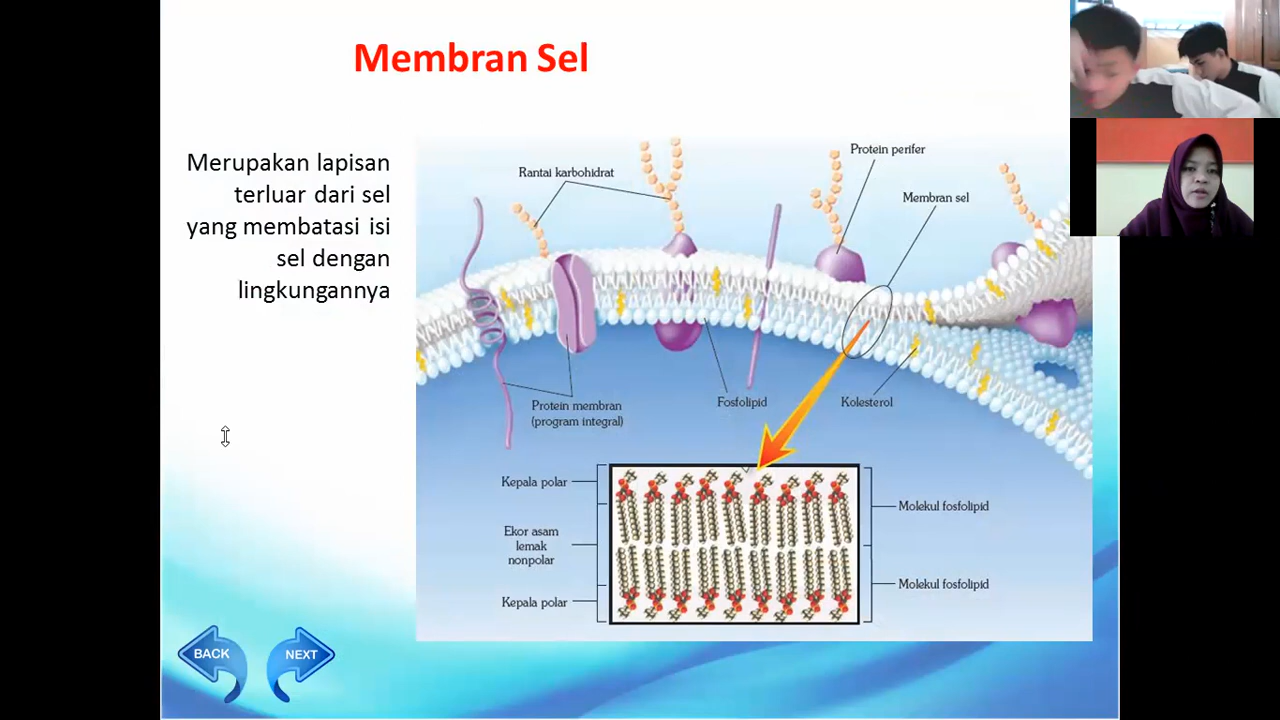 Membran Sel
Merupakan lapisan
terluar dari sel
yang membatasi isi
sel dengan
lingkungannya
Rantai karbohidrat
Protein perifer
Membran sel
Protein membran
(program integral)
Fosfolipid
Kolesterol
Kepala polar
Ekor asam
lemak
nonpolar
Kepala polar
Molekul fosfolipid
Molekul fosfolipid
BACK
NEXT